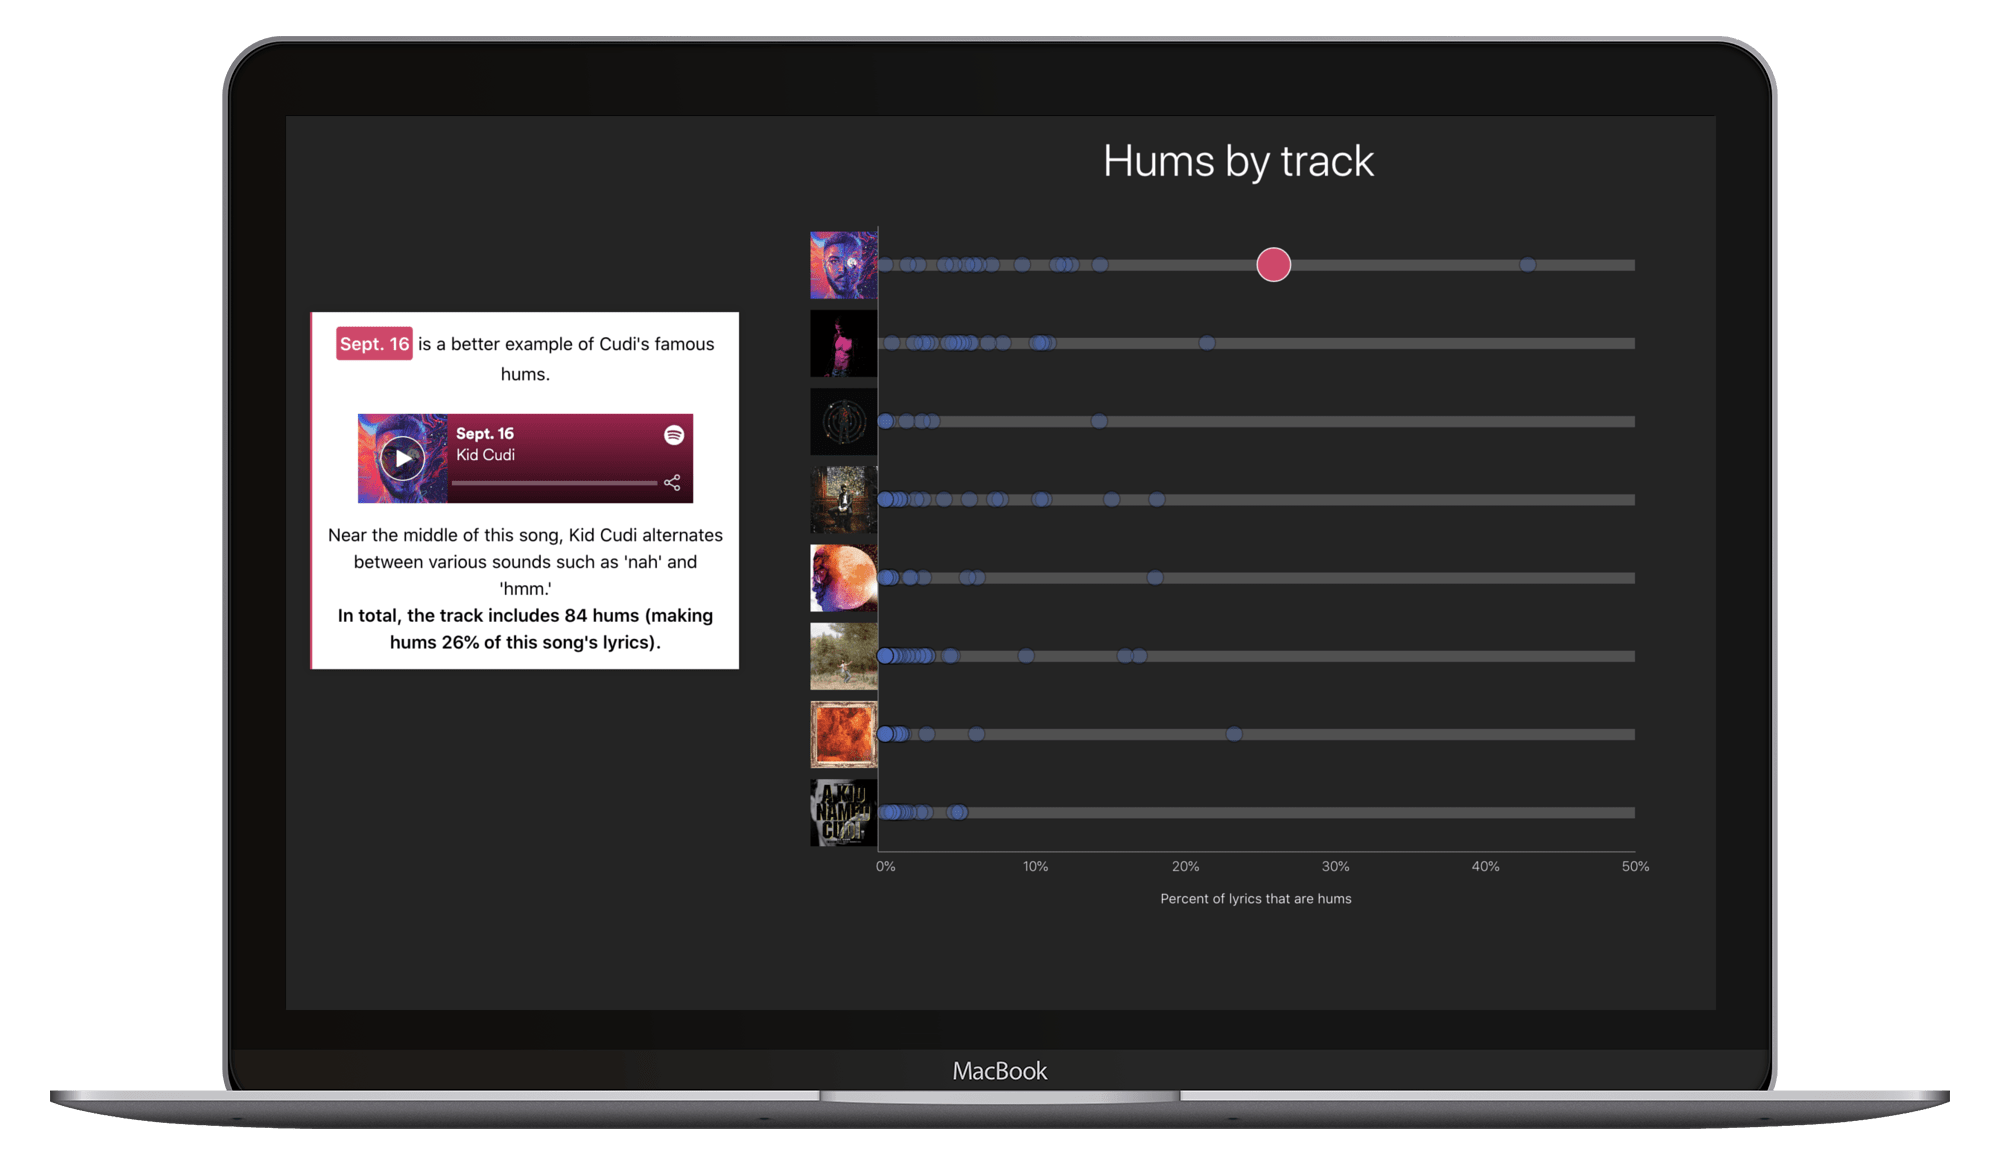 Hums by track
Sept. 16 is a better example of Cudi's famous
hums.
Sept. 16
Kid Cudi
Near the middle of this song, Kid Cudi alternates
between various sounds such as 'nah' and
'hmm.'
In total, the track includes 84 hums (making
hums 26% of this song's lyrics).
A KID
NAMED
CUDI
0% 10% 20% 30% 40% 50%
Percent of lyrics that are hums
MacBook